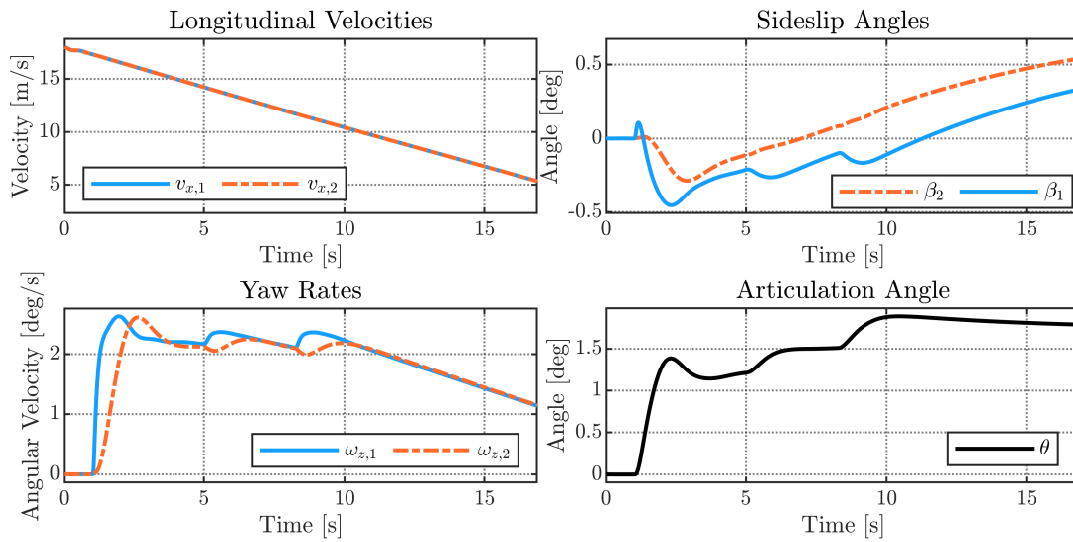 Longitudinal Velocities
Velocity [m/s]
15
10
5
v_{x,1} v_{x,2}
0 5 10 15
Time [s]
Sideslip Angles
Angle [deg]
0.5
0
-0.5
β_2 β_1
0 5 10 15
Time [s]
Yaw Rates
Angular Velocity [deg/s]
2
1
0
ω_{z,1} ω_{z,2}
0 5 10 15
Time [s]
Articulation Angle
Angle [deg]
1.5
1
0.5
0
θ
0 5 10 15
Time [s]